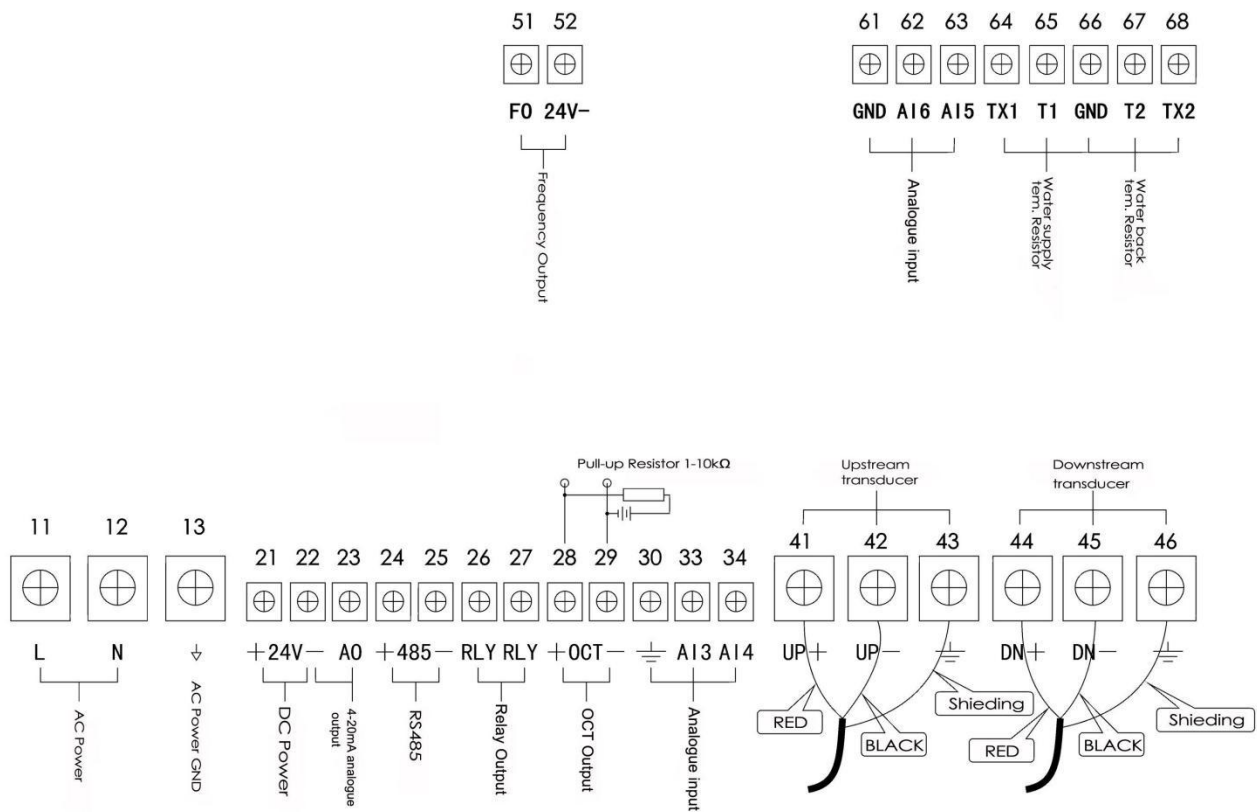 51 52
FO 24V-
Frequency Output
61 62 63 64 65 66 67 68
GND AI6 AI5 TX1 T1 GND T2 TX2
Analogue input
Water supply
tem. Resistor
Water back
tem. Resistor
Pull-up Resistor 1-10kΩ
Upstream
transducer
Downstream
transducer
11 12 13
21 22 23 24 25 26 27 28 29 30 33 34
41 42 43 44 45 46
L N
+24V- AO +485- RLY RLY +OCT- AI3 AI4
UP+ UP- DN+ DN-
AC Power
AC Power GND
DC Power
4-20mA analogue
output
RS485
Relay Output
OCT Output
Analogue input
RED
BLACK
Shieding
RED
BLACK
Shieding